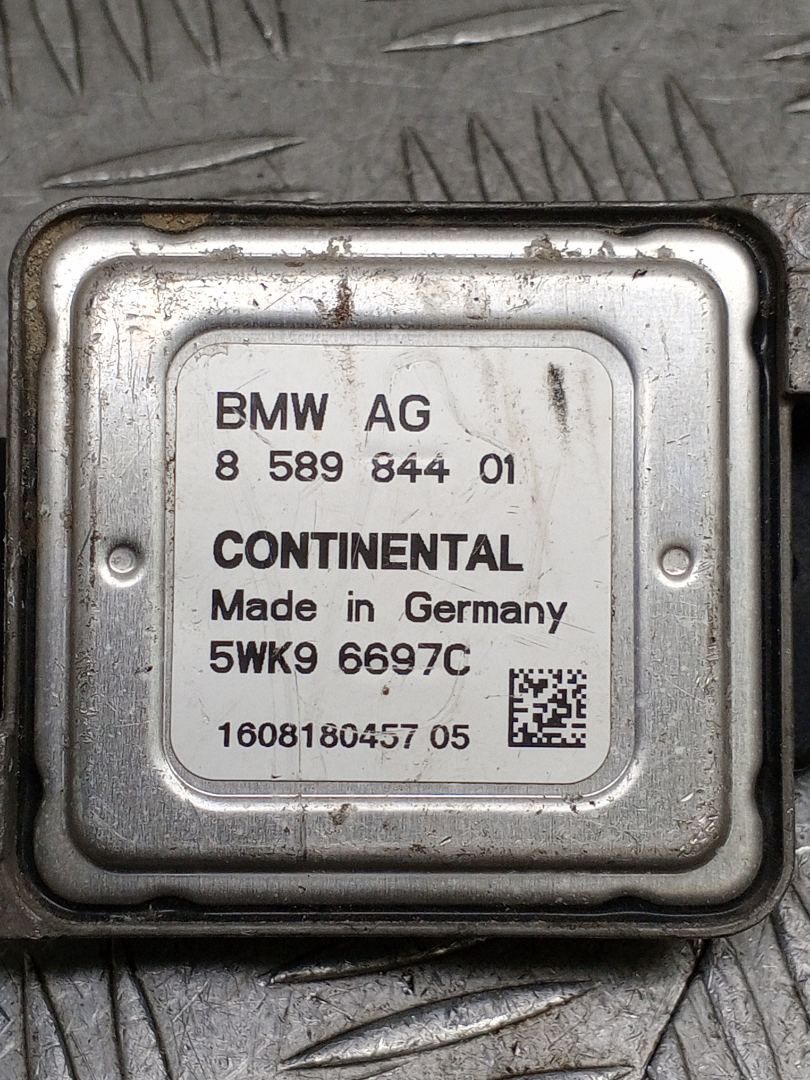 BMW AG
8 589 844 01
CONTINENTAL
Made in Germany
5WK9 6697C
1608180457 05